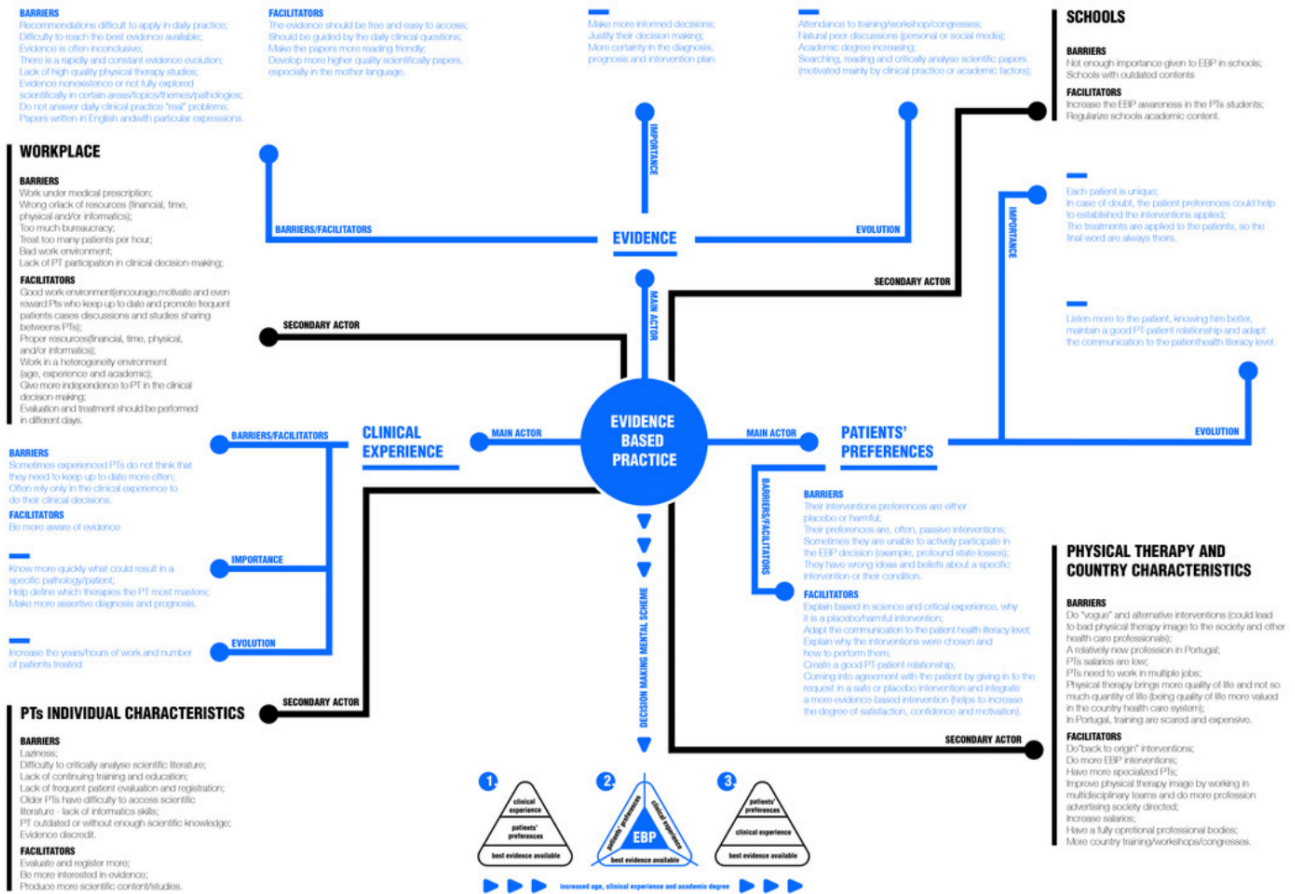 BARRIERS
Recommendations difficult to apply in daily practice;
Difficulty to reach the best evidence available;
Evidence is often inconclusive;
There is a rapidly and constant evidence evolution;
Lack of high quality physical therapy studies;
Evidence nonexistence or not fully explored
scientifically in certain areas/topics/themes/pathologies;
Do not answer daily clinical practice "real" problems;
Papers written in English andwith particular expressions.
FACILITATORS
The evidence should be free and easy to access;
Should be guided by the daily clinical questions;
Make the papers more reading friendly;
Develop more higher quality scientifically papers,
especially in the mother language.
Make more informed decisions;
Justify their decision making;
More certainly in the diagnosis,
prognosis and intervention plan.
Attendance to training/workshop/congresses;
Natural peer discussions (personal or social media);
Academic degree increasing;
Searching, reading and critically analyse scientific papers
(motivated mainly by clinical practice or academic factors);
SCHOOLS
BARRIERS
Not enough importance given to EBP in schools;
Schools with outdated contents
FACILITATORS
Increase the EBP awareness in the PTs students;
Regularize schools academic content.
WORKPLACE
BARRIERS
Work under medical prescription;
Wrong orlack of resources (financial, time,
physical and/or informatics);
Too much bureaucracy;
Treat too many patients per hour;
Bad work environment;
Lack of PT participation in clinical decision-making;
FACILITATORS
Good work environment(encourage,motivate and even
reward Pts who keep up to date and promote frequent
patients cases discussions and studies sharing
betweens PTs);
Proper resources(financial, time, physical,
and/or informatics);
Work in a heterogeneity environment
(age, experience and academic);
Give more independence to PT in the clinical
decision-making;
Evaluation and treatment should be performed
in different days.
BARRIERS/FACILITATORS
IMPORTANCE
EVIDENCE
EVOLUTION
MAIN ACTOR
SECONDARY ACTOR
SECONDARY ACTOR
IMPORTANCE
Each patient is unique;
In case of doubt, the patient preferences could help
to established the interventions applied;
The treatments are applied to the patients, so the
final word are always theirs.
Listen more to the patient, knowing him better,
maintain a good PT-patient relationship and adapt
the communication to the patienthealth literacy level.
EVOLUTION
EVIDENCE
BASED
PRACTICE
MAIN ACTOR
MAIN ACTOR
CLINICAL
EXPERIENCE
PATIENTS'
PREFERENCES
BARRIERS/FACILITATORS
BARRIERS
Sometimes experienced PTs do not think that
they need to keep up to date more often;
Often rely only in the clinical experience to
do their clinical decisions.
FACILITATORS
Be more aware of evidence
IMPORTANCE
Know more quickly what could result in a
specific pathology/patient;
Help define which therapies the PT most masters;
Make more assertive diagnosis and prognosis.
EVOLUTION
Increase the years/hours of work and number
of patients treated
BARRIERS/FACILITATORS
BARRIERS
Their interventions preferences are either
placebo or harmful;
Their preferences are, often, passive interventions;
Sometimes they are unable to actively participate in
the EBP decision (example, profound state losses);
They have wrong ideas and beliefs about a specific
intervention or their condition.
FACILITATORS
Explain based in science and critical experience, why
it is a placebo/harmful intervention;
Adapt the communication to the patient health literacy level;
Explain why the interventions were chosen and
how to perform them;
Create a good PT-patient relationship;
Coming into agreement with the patient by giving in to the
request in a safe or placebo intervention and integrate
a more evidence based intervention (helps to increase
the degree of satisfaction, confidence and motivation).
PHYSICAL THERAPY AND
COUNTRY CHARACTERISTICS
BARRIERS
Do "vogue" and alternative interventions (could lead
to bad physical therapy image to the society and other
health care professionals);
A relatively new profession in Portugal;
PTs salaries are low;
PTs need to work in multiple jobs;
Physical therapy brings more quality of life and not so
much quantity of life (being quality of life more valued
in the country health care system);
In Portugal, training are scared and expensive.
FACILITATORS
Do"back to origin" interventions;
Do more EBP interventions;
Have more specialized PTs;
Improve physical therapy image by working in
multidisciplinary teams and do more profession
advertising society directed;
Increase salaries;
Have a fully opretional professional bodies;
More country training/workshops/congresses.
SECONDARY ACTOR
SECONDARY ACTOR
PTs INDIVIDUAL CHARACTERISTICS
BARRIERS
Laziness;
Difficulty to critically analyse scientific literature;
Lack of continuing training and education;
Lack of frequent patient evaluation and registration;
Older PTs have difficulty to access scientific
literature - lack of informatics skills;
PT outdated or without enough scientific knowledge;
Evidence discredit.
FACILITATORS
Evaluate and register more;
Be more interested in evidence;
Produce more scientific content/studies.
DECISION MAKING MENTAL SCHEME
1.
clinical
experience
patients'
preferences
best evidence available
2.
patients' preferences
clinical experience
EBP
best evidence available
3.
patients'
preferences
clinical experience
best evidence available
increased age, clinical experience and academic degree